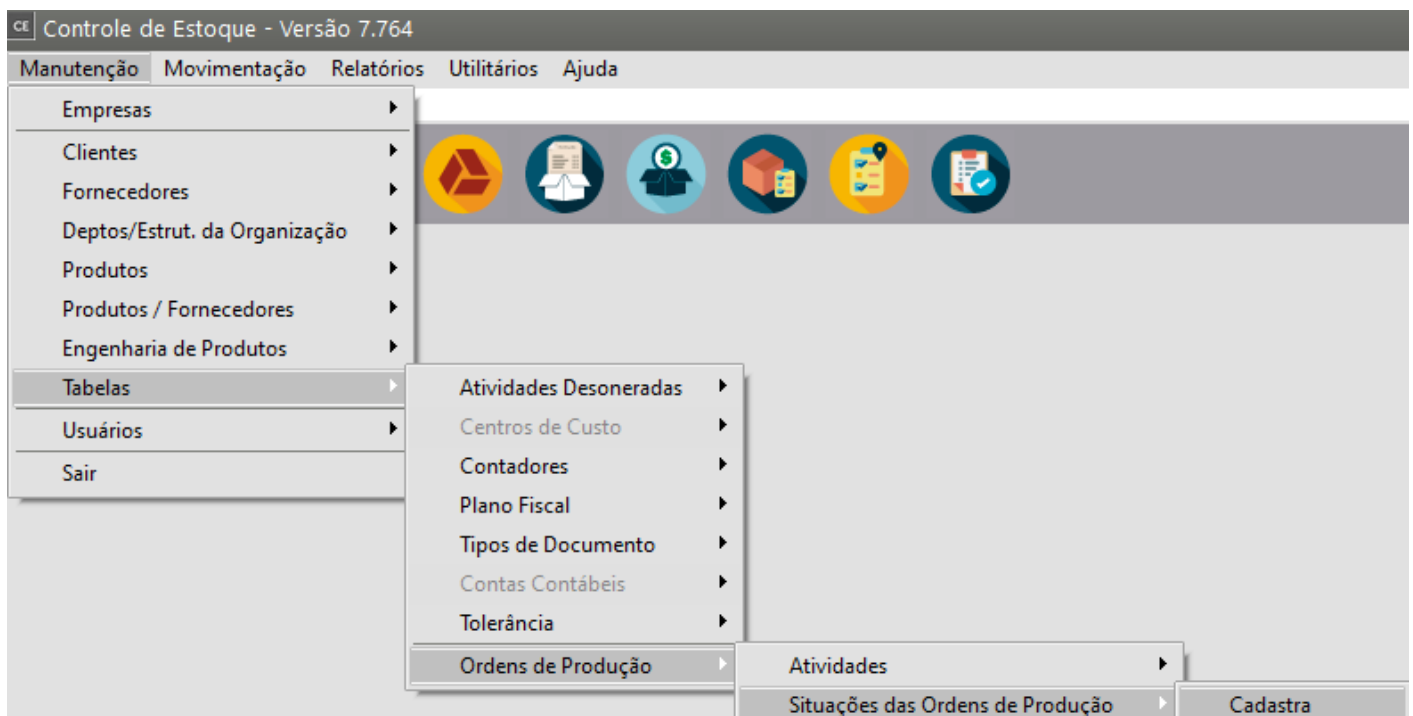 CE Controle de Estoque - Versão 7.764
Manutenção Movimentação Relatórios Utilitários Ajuda
Empresas
Clientes
Fornecedores
Deptos/Estrut. da Organização
Produtos
Produtos / Fornecedores
Engenharia de Produtos
Tabelas
Usuários
Sair
Atividades Desoneradas
Centros de Custo
Contadores
Plano Fiscal
Tipos de Documento
Contas Contábeis
Tolerância
Ordens de Produção
Atividades
Situações das Ordens de Produção
Cadastra